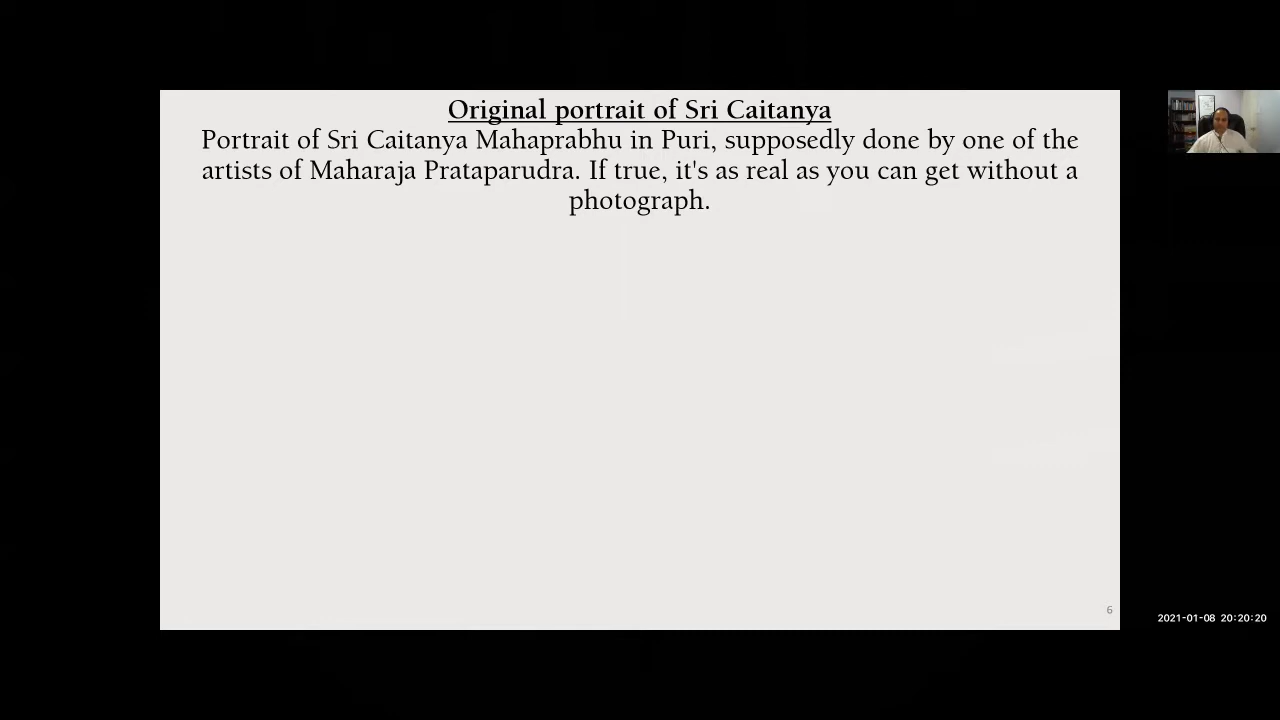 Original portrait of Sri Caitanya
Portrait of Sri Caitanya Mahaprabhu in Puri, supposedly done by one of the
artists of Maharaja Prataparudra. If true, it's as real as you can get without a
photograph.
6
2021-01-08 20:20:20